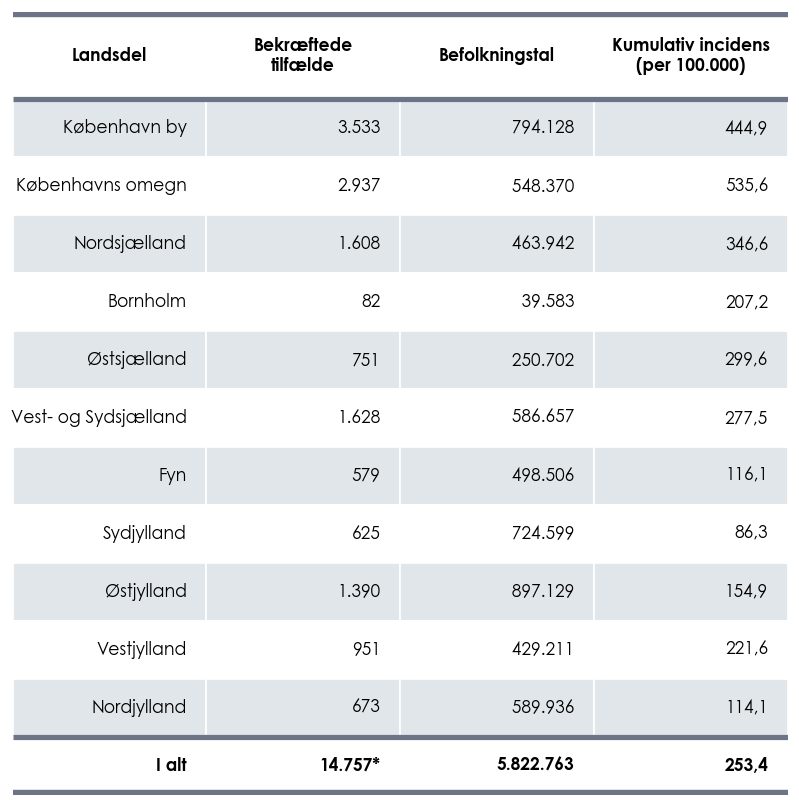 Landsdel Bekræftede tilfælde Befolkningstal Kumulativ incidens (per 100.000)
København by 3.533 794.128 444,9
Københavns omegn 2.937 548.370 535,6
Nordsjælland 1.608 463.942 346,6
Bornholm 82 39.583 207,2
Østsjælland 751 250.702 299,6
Vest- og Sydsjælland 1.628 586.657 277,5
Fyn 579 498.506 116,1
Sydjylland 625 724.599 86,3
Østjylland 1.390 897.129 154,9
Vestjylland 951 429.211 221,6
Nordjylland 673 589.936 114,1
I alt 14.757* 5.822.763 253,4